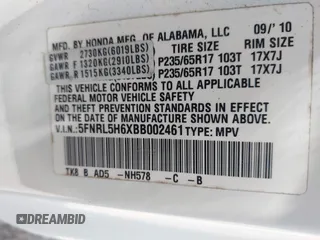 MFD. BY HONDA MFG. OF ALABAMA, LLC 09/'10
GVWR 2730KG(6019LBS) TIRE SIZE RIM SIZE
GAWR F 1320KG(2910LBS) P235/65R17 103T 17X7J
GAWR R 1515KG(3340LBS) P235/65R17 103T 17X7J
THIS VEHICLE CONFORMS TO ALL APPLICABLE
FEDERAL MOTOR VEHICLE SAFETY
AND THEFT PREVENTION STANDARDS IN EFFECT ON
THE DATE OF MANUFACTURE SHOWN ABOVE.
V.I.N.: 5FNRL5H6XBB002461 TYPE: MPV
TK8 B AD5 -NH578 -C -B
DREAMBID